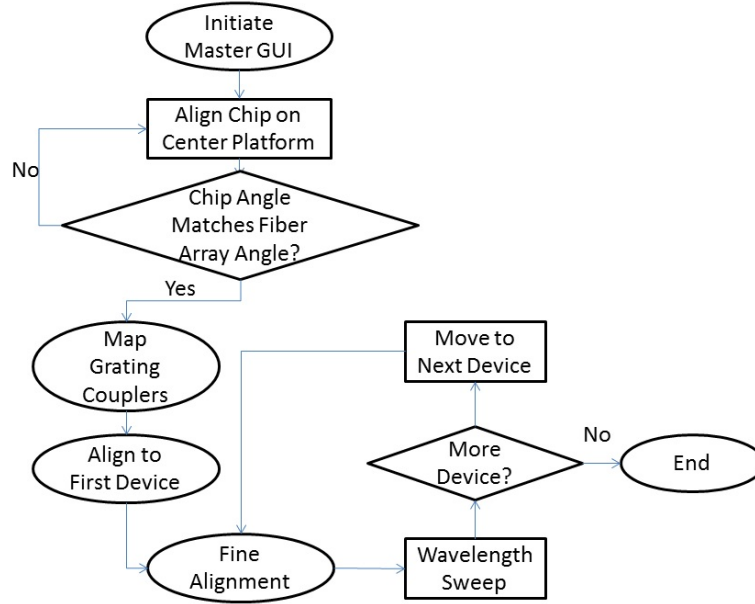 Initiate
Master GUI
Align Chip on
Center Platform
No
Chip Angle
Matches Fiber
Array Angle?
Yes
Map
Grating
Couplers
Move to
Next Device
Align to
First Device
More
Device?
No
End
Fine
Alignment
Wavelength
Sweep